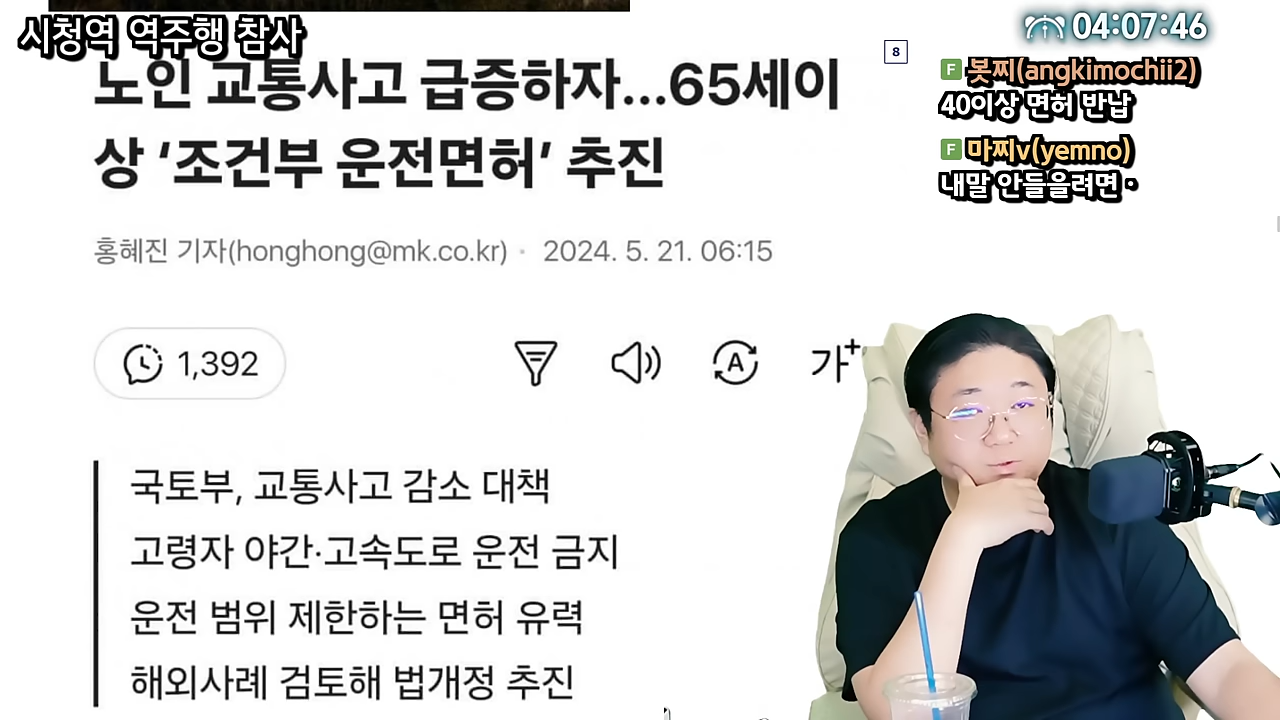 시청역 역주행 참사
노인 교통사고 급증하자...65세이
상 ‘조건부 운전면허’ 추진
홍혜진 기자(honghong@mk.co.kr) · 2024. 5. 21. 06:15
1,392
A
가+
국토부, 교통사고 감소 대책
고령자 야간·고속도로 운전 금지
운전 범위 제한하는 면허 유력
해외사례 검토해 법개정 추진
8
04:07:46
F 봇찌(angkimochii2)
40이상 면허 반납
F 마찌v(yemno)
내말 안들을려면 ·